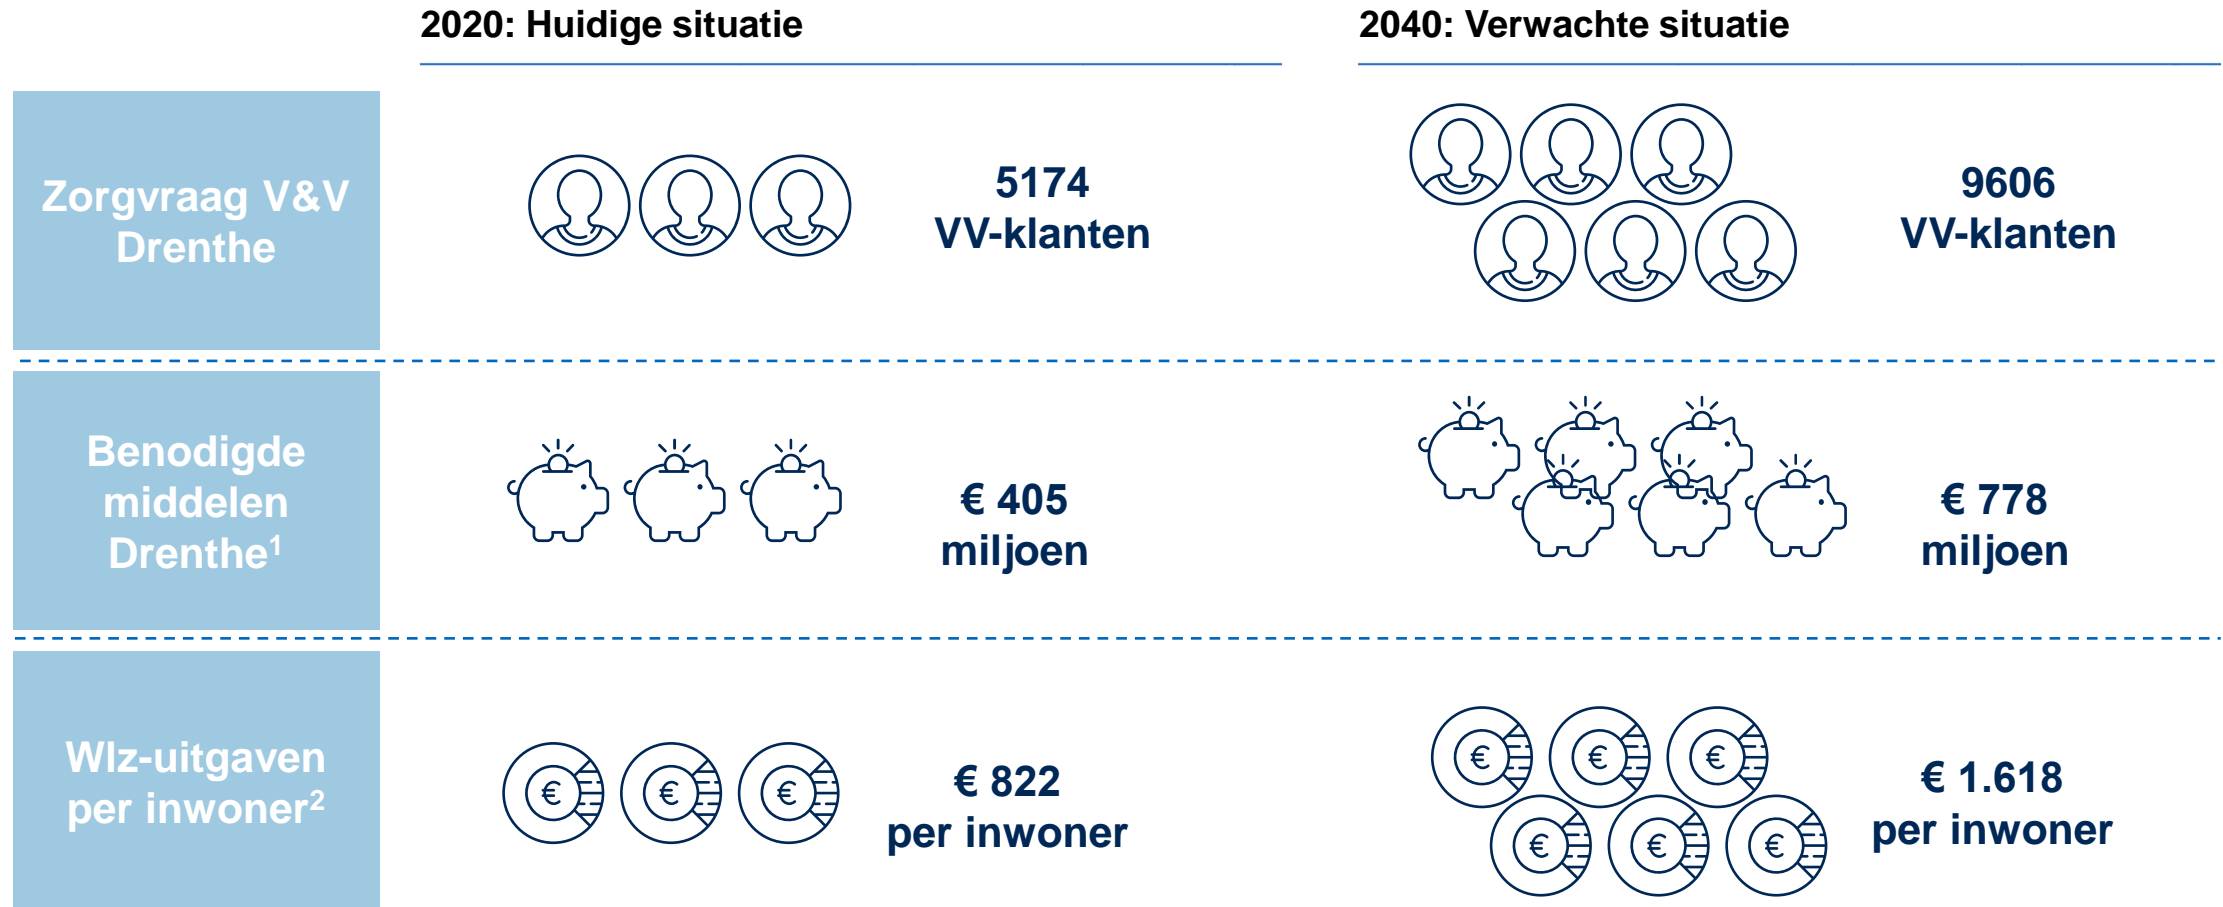 2020: Huidige situatie
2040: Verwachte situatie
Zorgvraag V&V
Drenthe
5174
VV-klanten
9606
VV-klanten
Benodigde
middelen
Drenthe¹
€ 405
miljoen
€ 778
miljoen
Wlz-uitgaven
per inwoner²
€ 822
per inwoner
€ 1.618
per inwoner